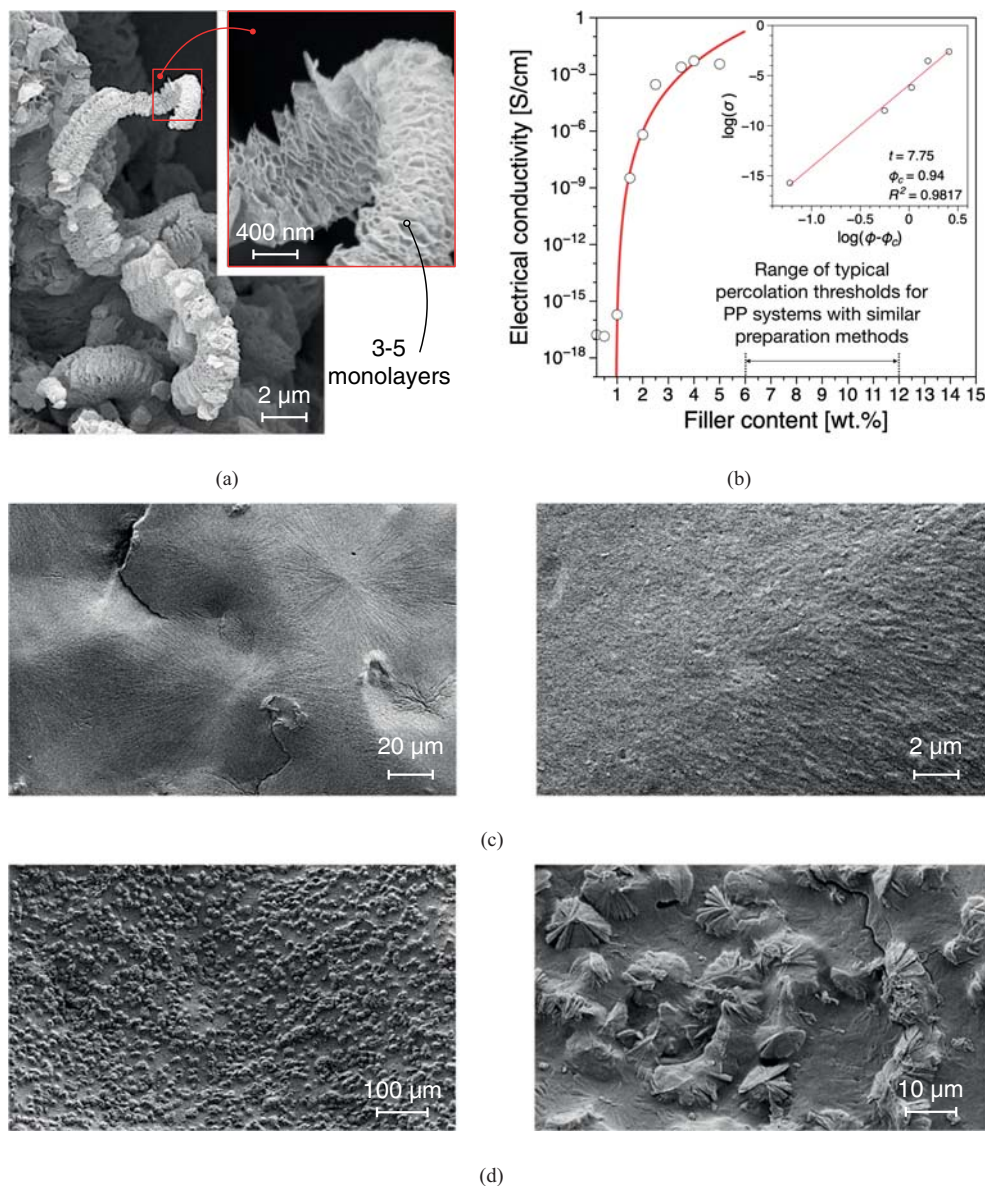 400 nm
3-5
monolayers
2 µm
(a)
Electrical conductivity [S/cm]
1
10⁻³
10⁻⁶
10⁻⁹
10⁻¹²
10⁻¹⁵
10⁻¹⁸
1 2 3 4 5 6 7 8 9 10 11 12 13 14 15
Filler content [wt.%]
log(σ)
0
−5
−10
−15
−1.0 −0.5 0.0 0.5
log(ϕ-ϕc)
t = 7.75
ϕc = 0.94
R² = 0.9817
Range of typical
percolation thresholds for
PP systems with similar
preparation methods
(b)
20 µm
2 µm
(c)
100 µm
10 µm
(d)